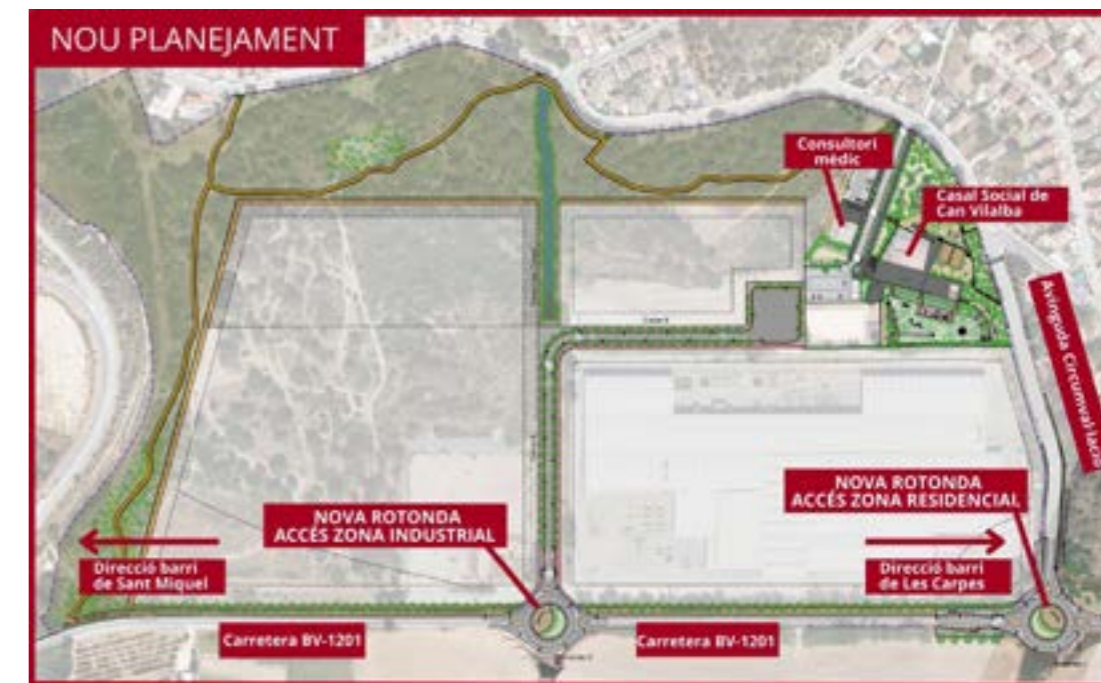 NOU PLANEJAMENT
Consultori
mèdic
Casal Social de
Can Vilalba
Avinguda Circumval·lació
NOVA ROTONDA
ACCÉS ZONA RESIDENCIAL
NOVA ROTONDA
ACCÉS ZONA INDUSTRIAL
Direcció barri
de Sant Miquel
Direcció barri
de Les Carpes
Carretera BV-1201
Carretera BV-1201